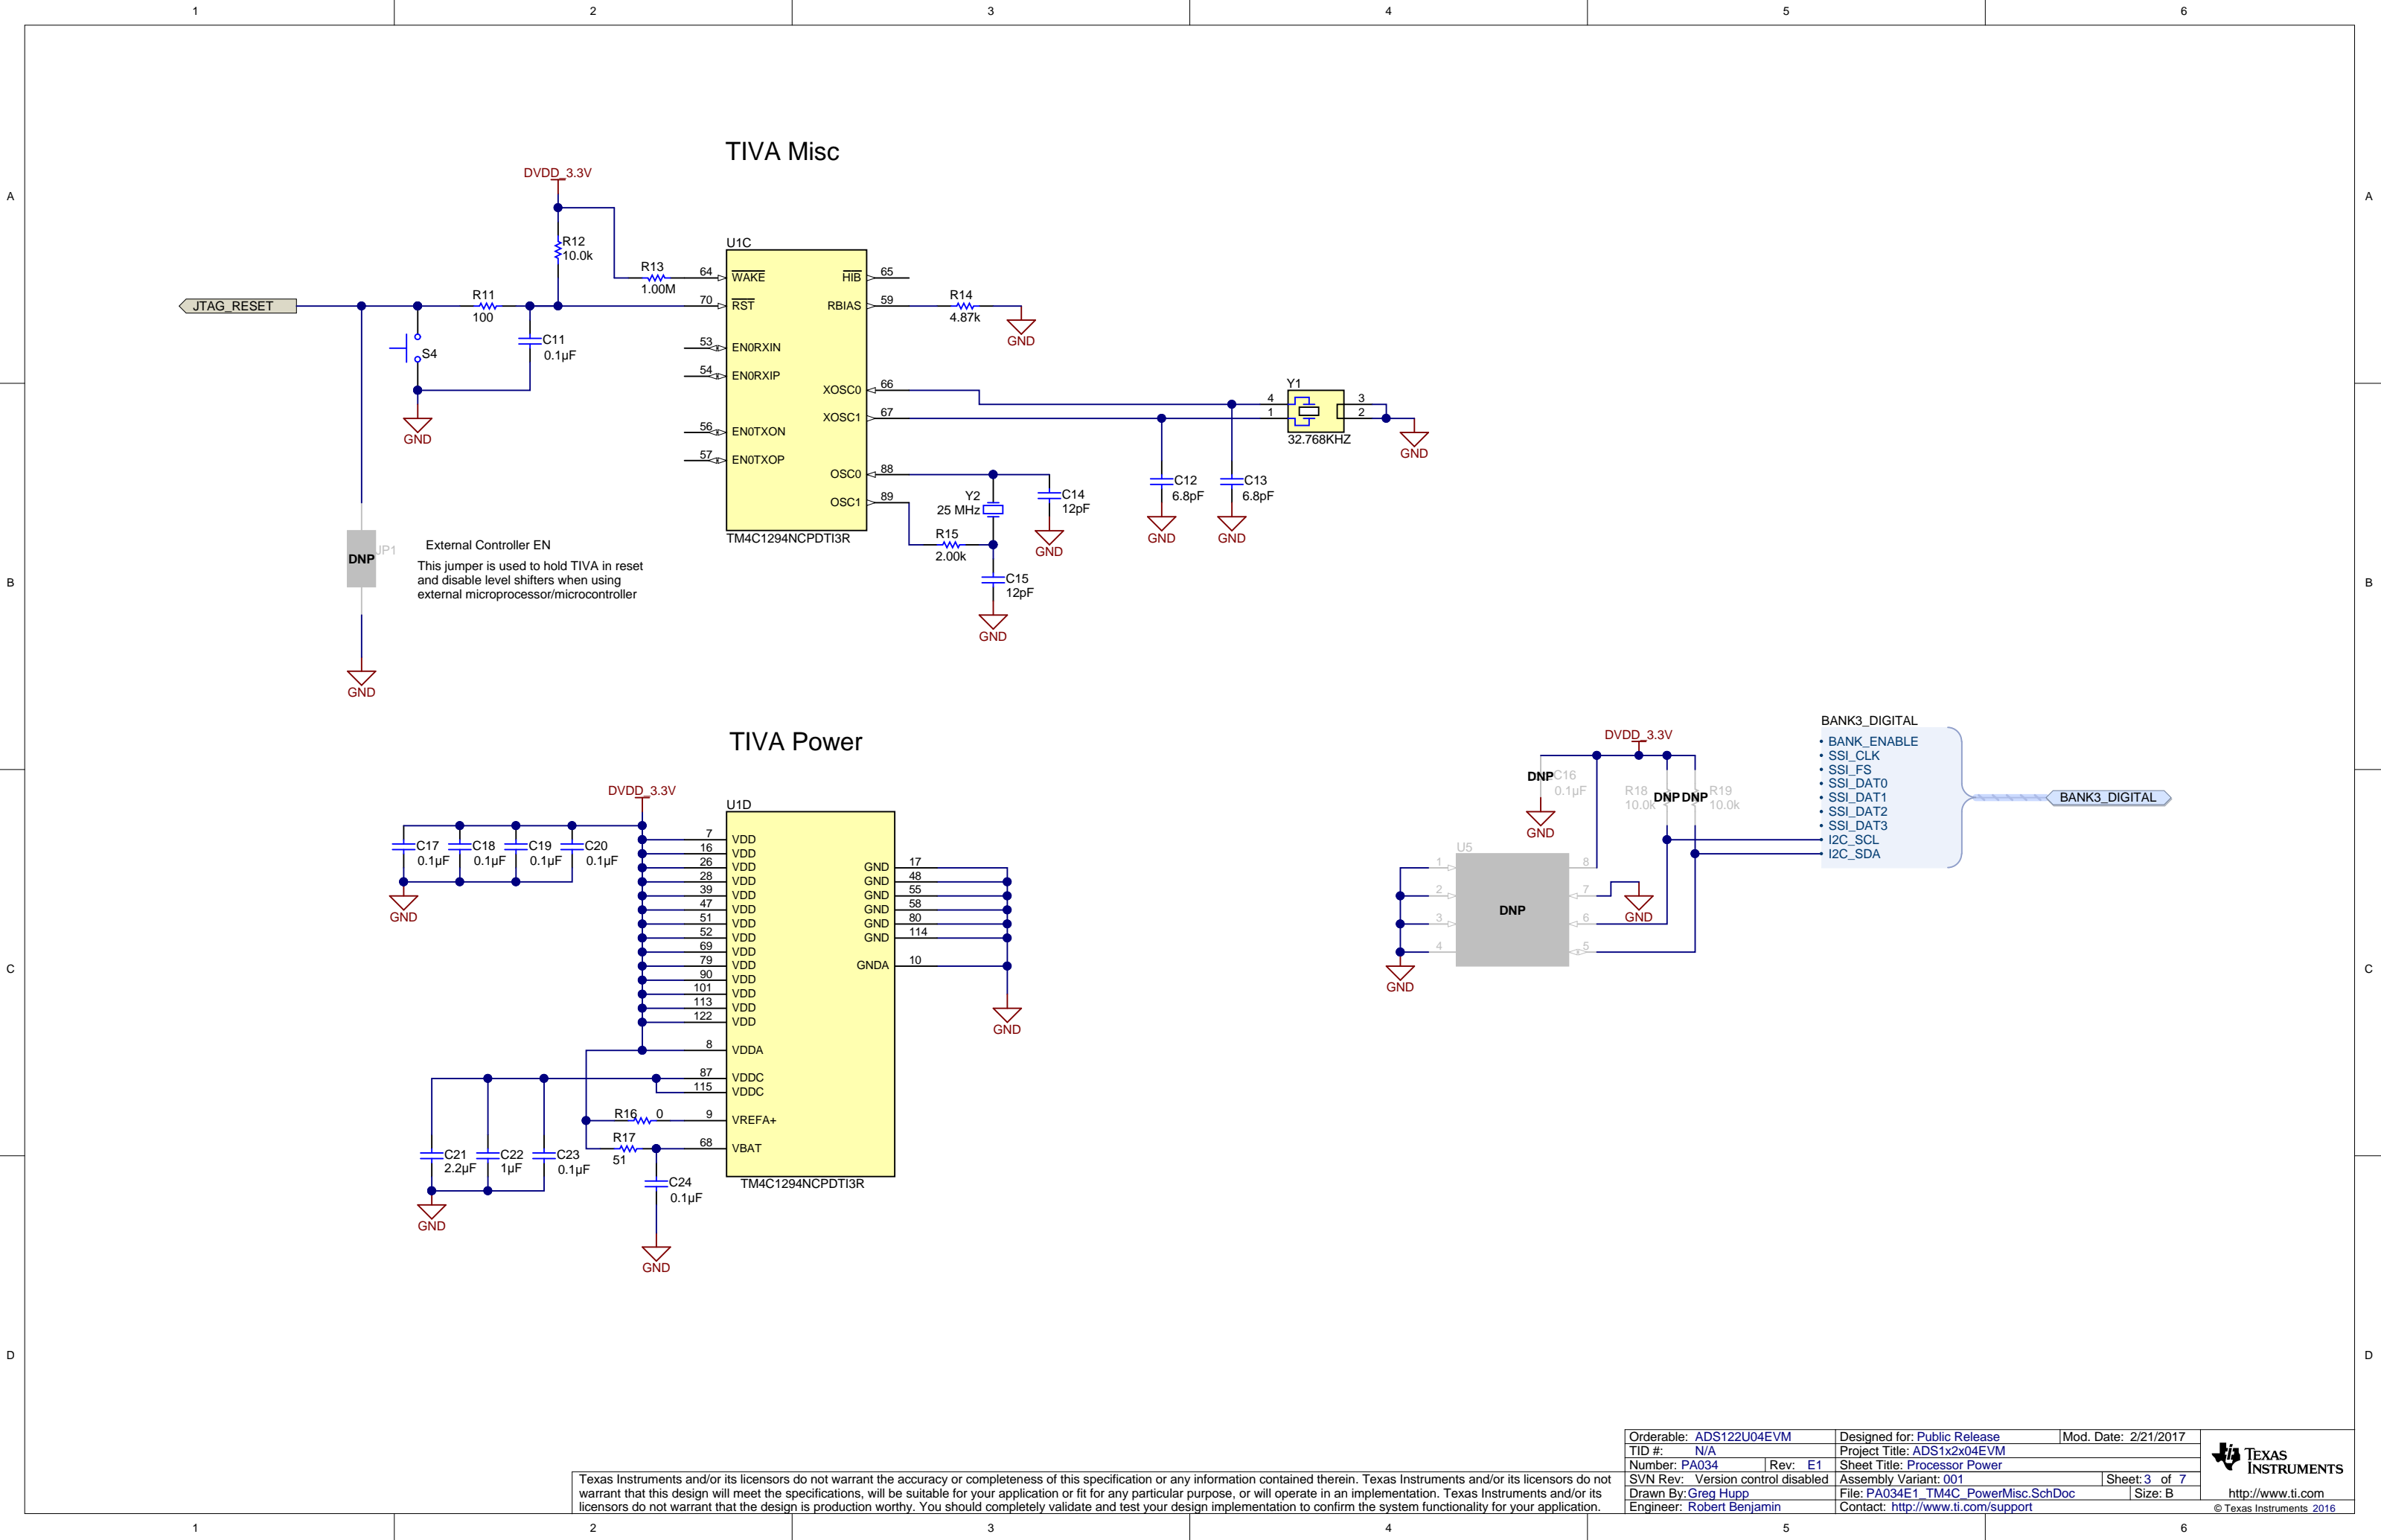 1 2 3 4 5 6
A A
TIVA Misc
DVDD_3.3V
R12
10.0k
R13
1.00M
JTAG_RESET
R11
100
C11
0.1µF
S4
GND
U1C
64 WAKE
70 RST
53 EN0RXIN
54 EN0RXIP
56 EN0TXON
57 EN0TXOP
HIB 65
RBIAS 59
XOSC0 66
XOSC1 67
OSC0 88
OSC1 89
TM4C1294NCPDTI3R
R14
4.87k
GND
Y1
4 3
1 2
32.768KHZ
GND
C12
6.8pF
GND
C13
6.8pF
GND
Y2
25 MHz
C14
12pF
GND
R15
2.00k
C15
12pF
GND
DNP JP1
External Controller EN
This jumper is used to hold TIVA in reset
and disable level shifters when using
external microprocessor/microcontroller
GND
B B
TIVA Power
DVDD_3.3V
C17
0.1µF
C18
0.1µF
C19
0.1µF
C20
0.1µF
GND
U1D
7 VDD
16 VDD
26 VDD
28 VDD
39 VDD
47 VDD
51 VDD
52 VDD
69 VDD
79 VDD
90 VDD
101 VDD
113 VDD
122 VDD
8 VDDA
87 VDDC
115 VDDC
9 VREFA+
68 VBAT
GND 17
GND 48
GND 55
GND 58
GND 80
GND 114
GNDA 10
GND
TM4C1294NCPDTI3R
R16 0
R17
51
C21
2.2µF
C22
1µF
C23
0.1µF
GND
C24
0.1µF
GND
DVDD_3.3V
DNP C16
0.1µF
GND
R18
10.0k
DNP DNP
R19
10.0k
U5
DNP
1 8
2 7
3 6
4 5
GND
GND
BANK3_DIGITAL
BANK_ENABLE
SSI_CLK
SSI_FS
SSI_DAT0
SSI_DAT1
SSI_DAT2
SSI_DAT3
I2C_SCL
I2C_SDA
BANK3_DIGITAL
C C
D D
Texas Instruments and/or its licensors do not warrant the accuracy or completeness of this specification or any information contained therein. Texas Instruments and/or its licensors do not
warrant that this design will meet the specifications, will be suitable for your application or fit for any particular purpose, or will operate in an implementation. Texas Instruments and/or its
licensors do not warrant that the design is production worthy. You should completely validate and test your design implementation to confirm the system functionality for your application.
Orderable: ADS122U04EVM Designed for: Public Release Mod. Date: 2/21/2017
TID #: N/A Project Title: ADS1x2x04EVM
Number: PA034 Rev: E1 Sheet Title: Processor Power
SVN Rev: Version control disabled Assembly Variant: 001 Sheet: 3 of 7
Drawn By: Greg Hupp File: PA034E1_TM4C_PowerMisc.SchDoc Size: B
Engineer: Robert Benjamin Contact: http://www.ti.com/support
TEXAS
INSTRUMENTS
http://www.ti.com
© Texas Instruments 2016
1 2 3 4 5 6